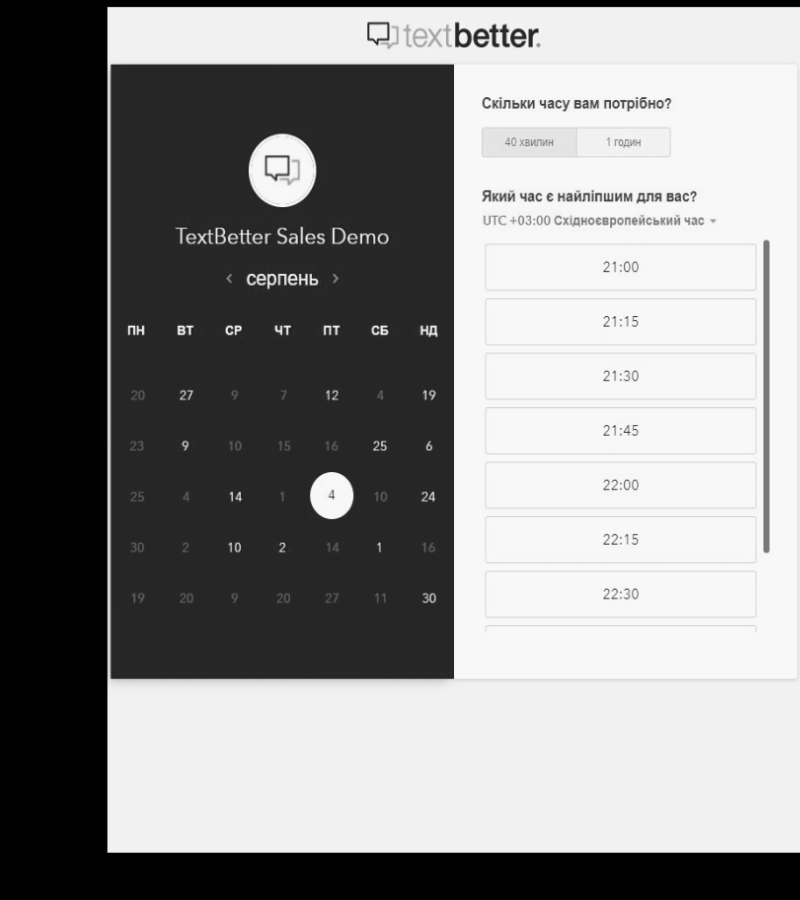 textbetter.
TextBetter Sales Demo
‹ серпень ›
ПН ВТ СР ЧТ ПТ СБ НД
20 27 9 7 12 4 19
23 9 10 15 16 25 6
25 4 14 1 4 10 24
30 2 10 2 14 1 16
19 20 9 20 27 11 30
Скільки часу вам потрібно?
40 хвилин 1 годин
Який час є найліпшим для вас?
UTC +03:00 Східноєвропейський час
21:00
21:15
21:30
21:45
22:00
22:15
22:30